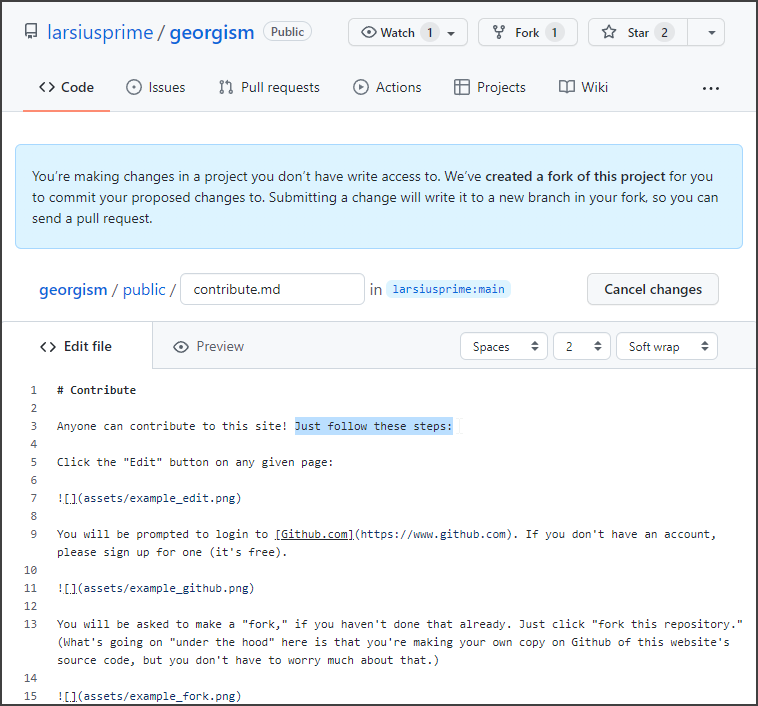 larsiusprime / georgism Public Watch 1 Fork 1 Star 2
Code Issues Pull requests Actions Projects Wiki ...
You're making changes in a project you don't have write access to. We've created a fork of this project for you
to commit your proposed changes to. Submitting a change will write it to a new branch in your fork, so you can
send a pull request.
georgism / public / contribute.md in larsiusprime:main Cancel changes
Edit file Preview Spaces 2 Soft wrap
1 # Contribute
2
3 Anyone can contribute to this site! Just follow these steps:
4
5 Click the "Edit" button on any given page:
6
7 ![](assets/example_edit.png)
8
9 You will be prompted to login to [Github.com](https://www.github.com). If you don't have an account,
please sign up for one (it's free).
10
11 ![](assets/example_github.png)
12
13 You will be asked to make a "fork," if you haven't done that already. Just click "fork this repository."
(What's going on "under the hood" here is that you're making your own copy on Github of this website's
source code, but you don't have to worry much about that.)
14
15 ![](assets/example_fork.png)